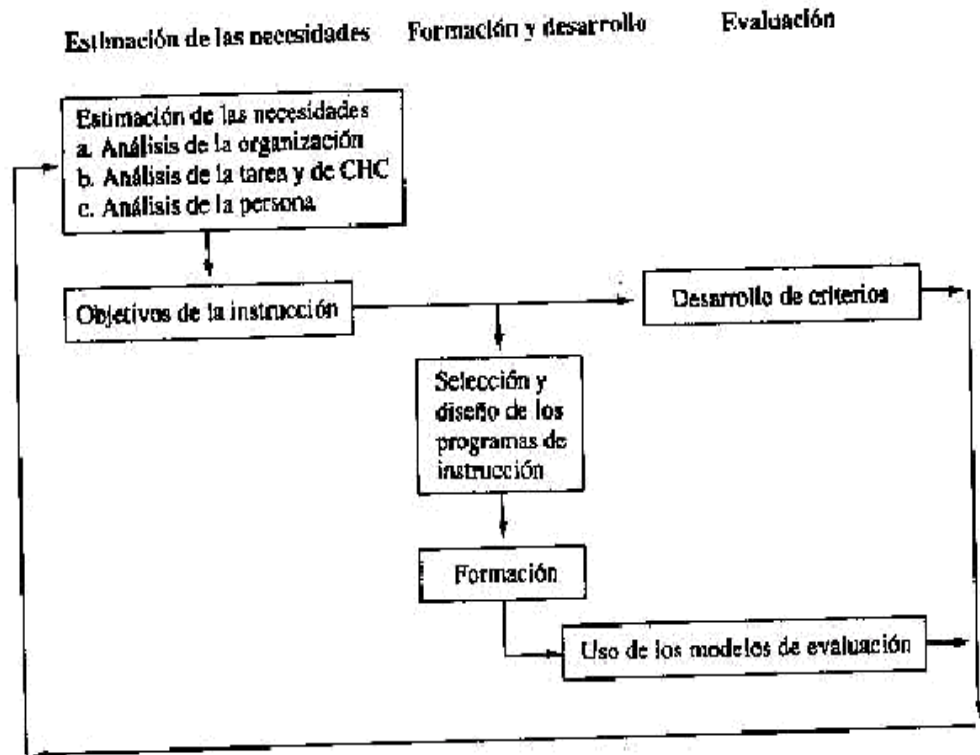 Estimación de las necesidades
Formación y desarrollo
Evaluación
Estimación de las necesidades
a. Análisis de la organización
b. Análisis de la tarea y de CHC
c. Análisis de la persona
Objetivos de la instrucción
Desarrollo de criterios
Selección y
diseño de los
programas de
instrucción
Formación
Uso de los modelos de evaluación